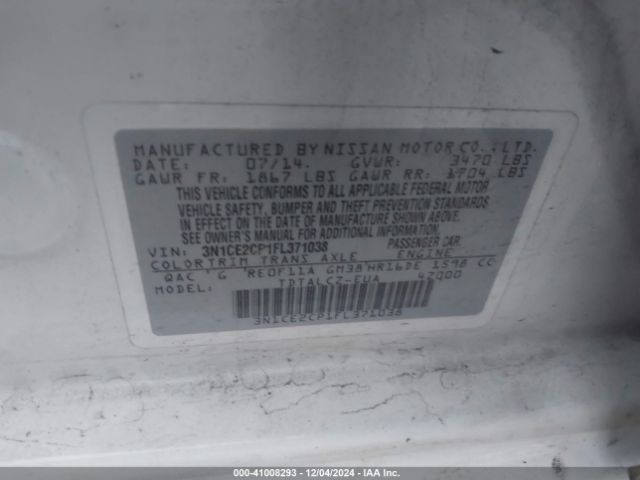 MANUFACTURED BY NISSAN MOTOR CO., LTD.
DATE: 07/14. GVWR: 3470 LBS
GAWR FR: 1867 LBS GAWR RR: 1704 LBS
THIS VEHICLE CONFORMS TO ALL APPLICABLE FEDERAL MOTOR
VEHICLE SAFETY, BUMPER AND THEFT PREVENTION STANDARDS
IN EFFECT ON THE DATE OF MANUFACTURE SHOWN ABOVE.
SEE OWNER'S MANUAL FOR ADDITIONAL INFORMATION.
VIN: 3N1CE2CP1FL371038 PASSENGER CAR
COLOR TRIM TRANS AXLE ENGINE
QAC G RE0F11A GM38 HR16DE 1598 CC
MODEL: TDTALCZ-EUA 42000
3N1CE2CP1FL371038
000-41008293 - 12/04/2024 - IAA Inc.